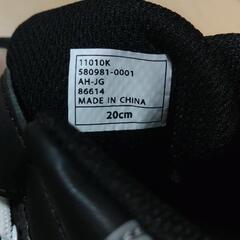 11010K
580981-0001
AH-JG
86614
MADE IN CHINA
20cm